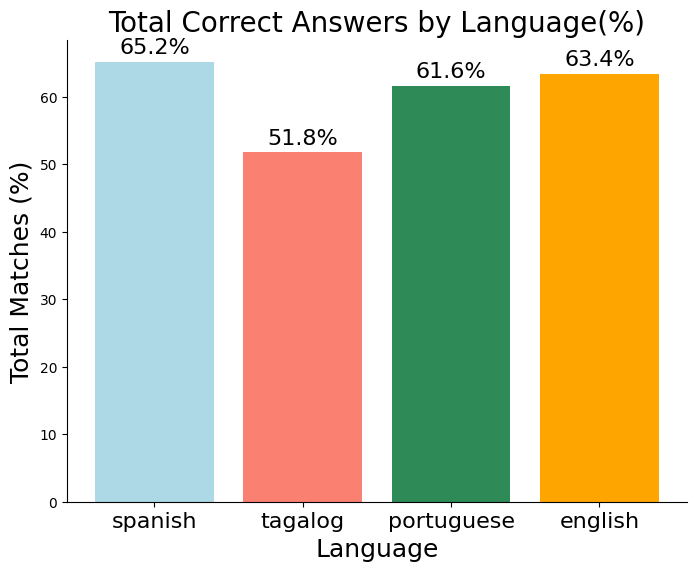 Total Correct Answers by Language(%)
65.2%
51.8%
61.6%
63.4%
Total Matches (%)
60
50
40
30
20
10
0
spanish
tagalog
portuguese
english
Language